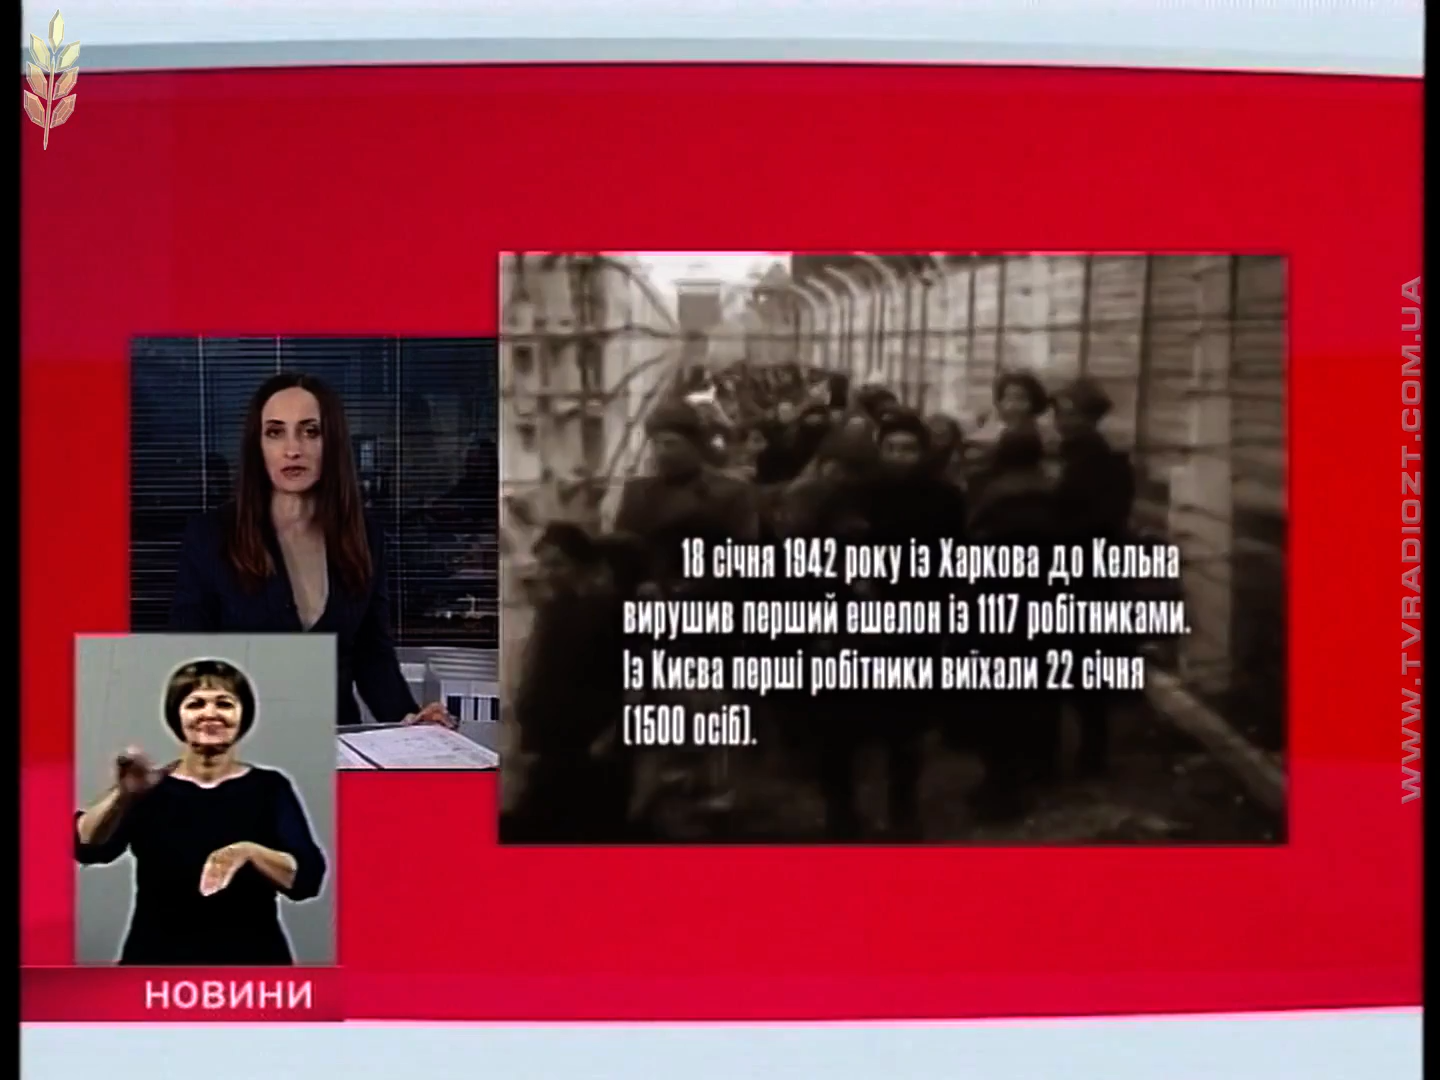 18 січня 1942 року із Харкова до Кельна
вирушив перший ешелон із 1117 робітниками.
Із Києва перші робітники виїхали 22 січня
(1500 осіб).
НОВИНИ
WWW.TVRADIOZT.COM.UA